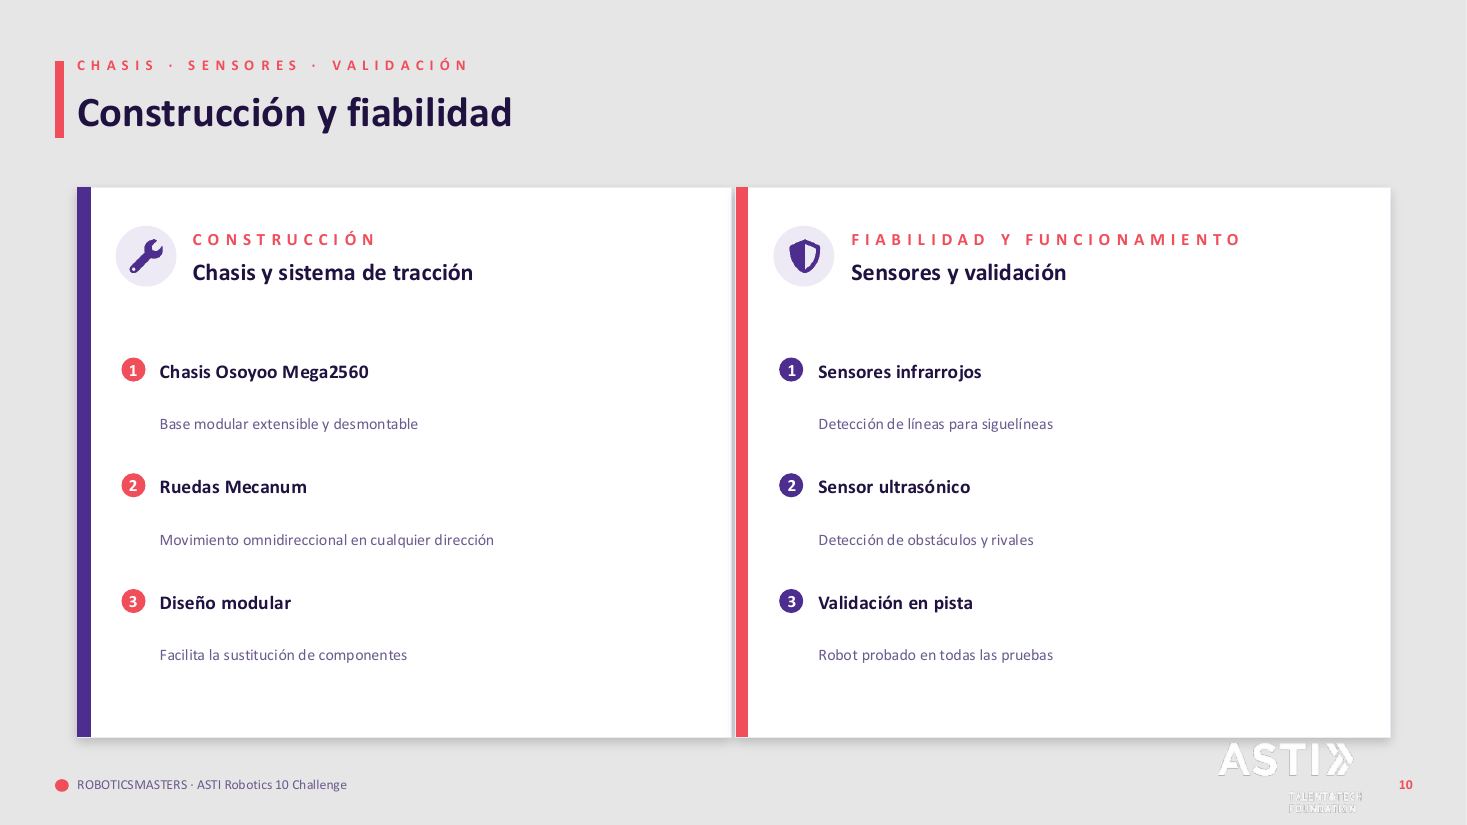 CHASIS · SENSORES · VALIDACIÓN
Construcción y fiabilidad
CONSTRUCCIÓN
Chasis y sistema de tracción
1 Chasis Osoyoo Mega2560
Base modular extensible y desmontable
2 Ruedas Mecanum
Movimiento omnidireccional en cualquier dirección
3 Diseño modular
Facilita la sustitución de componentes
FIABILIDAD Y FUNCIONAMIENTO
Sensores y validación
1 Sensores infrarrojos
Detección de líneas para siguelíneas
2 Sensor ultrasónico
Detección de obstáculos y rivales
3 Validación en pista
Robot probado en todas las pruebas
ROBOTICSMASTERS · ASTI Robotics 10 Challenge
ASTI
TALENT&TECH
FOUNDATION
10